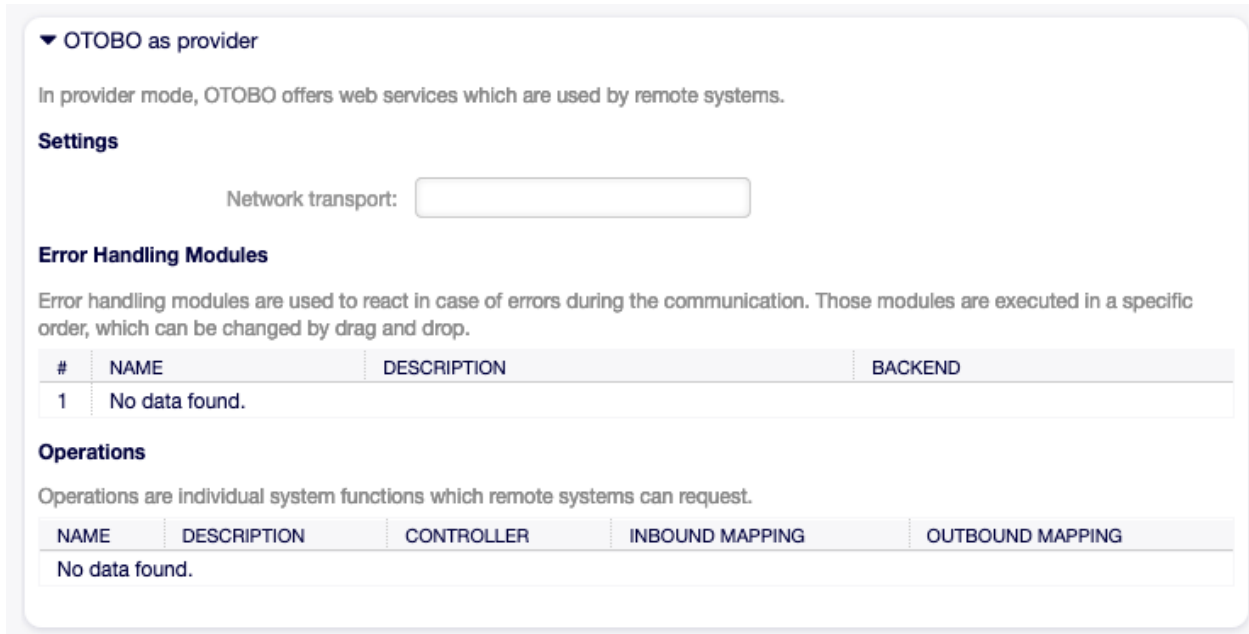 OTOBO as provider
In provider mode, OTOBO offers web services which are used by remote systems.
Settings
Network transport:
Error Handling Modules
Error handling modules are used to react in case of errors during the communication. Those modules are executed in a specific
order, which can be changed by drag and drop.
# NAME DESCRIPTION BACKEND
1 No data found.
Operations
Operations are individual system functions which remote systems can request.
NAME DESCRIPTION CONTROLLER INBOUND MAPPING OUTBOUND MAPPING
No data found.